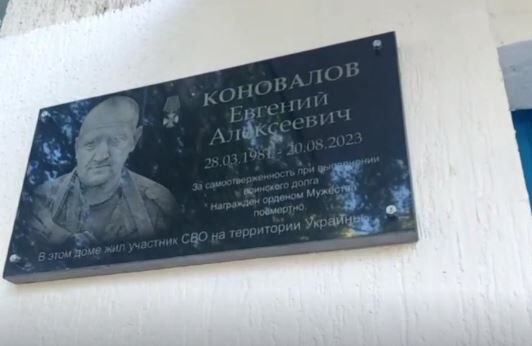 КОНОВАЛОВ
Евгений
Алексеевич
28.03.1981 - 20.08.2023
За самоотверженность при выполнении
воинского долга
Награжден орденом Мужества
посмертно.
В этом доме жил участник СВО на территории Украины